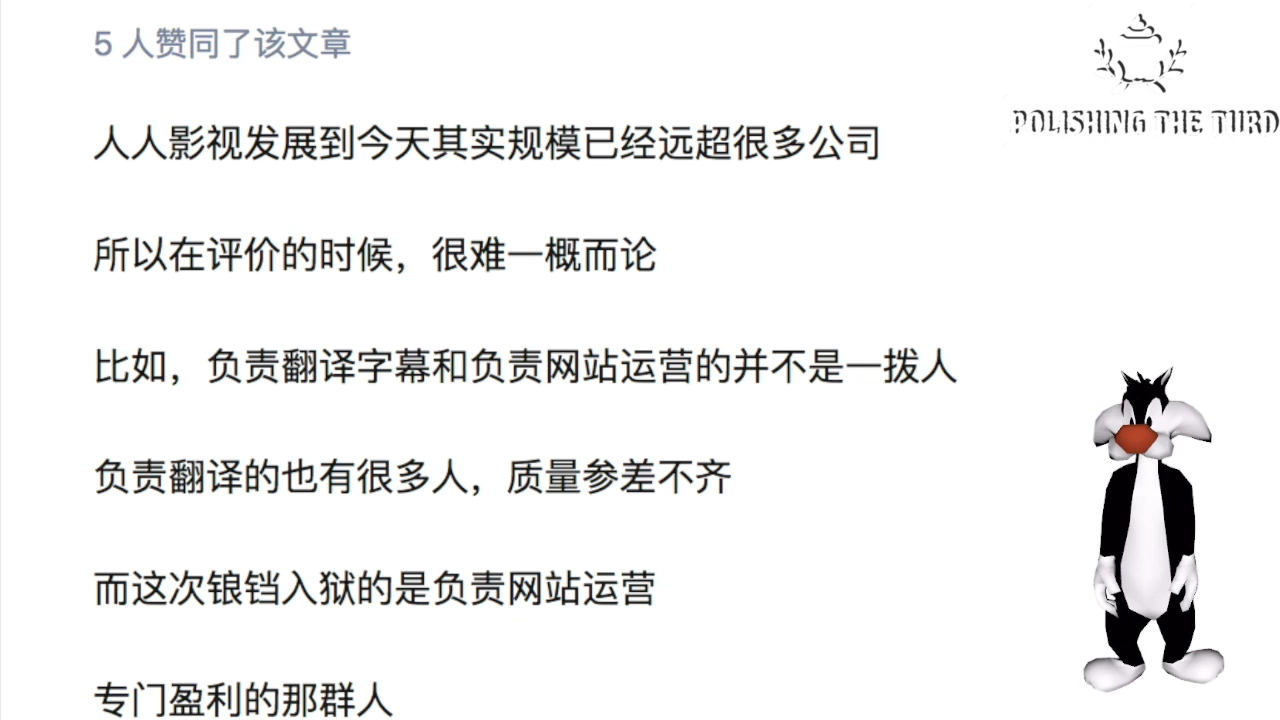 5 人赞同了该文章
POLISHING THE TURD
人人影视发展到今天其实规模已经远超很多公司
所以在评价的时候，很难一概而论
比如，负责翻译字幕和负责网站运营的并不是一拨人
负责翻译的也有很多人，质量参差不齐
而这次锒铛入狱的是负责网站运营
专门盈利的那群人